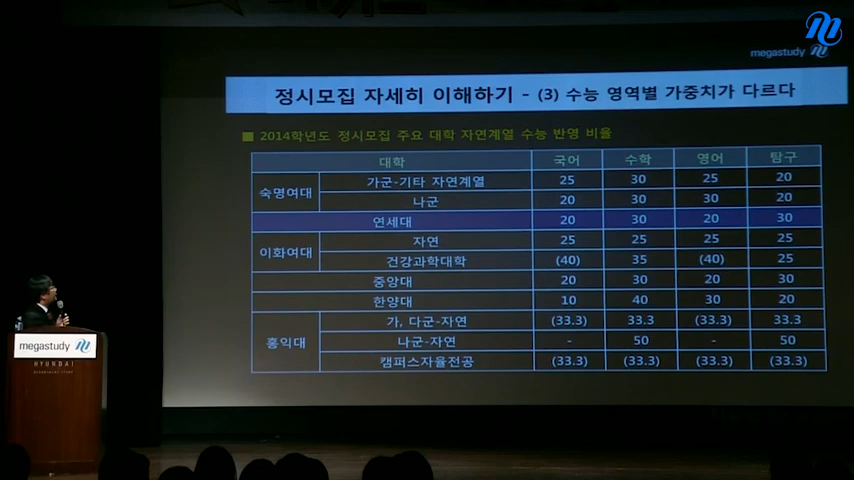 megastudy
정시모집 자세히 이해하기 - (3) 수능 영역별 가중치가 다르다
2014학년도 정시모집 주요 대학 자연계열 수능 반영 비율
대학 국어 수학 영어 탐구
숙명여대 가군-기타 자연계열 25 30 25 20
나군 20 30 30 20
연세대 20 30 20 30
이화여대 자연 25 25 25 25
건강과학대학 (40) 35 (40) 25
중앙대 20 30 20 30
한양대 10 40 30 20
홍익대 가, 다군-자연 (33.3) 33.3 (33.3) 33.3
나군-자연 - 50 - 50
캠퍼스자율전공 (33.3) (33.3) (33.3) (33.3)
megastudy
HYUNDAI